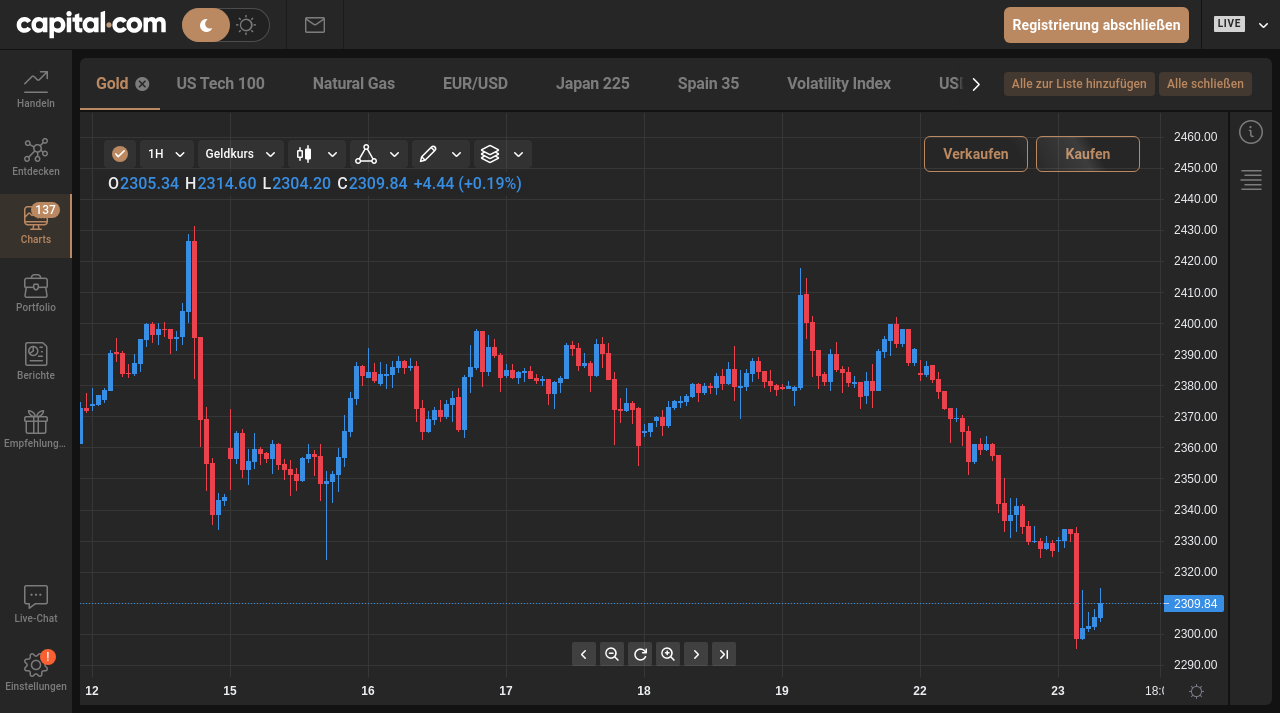 capital.com
Registrierung abschließen
LIVE
Handeln
Entdecken
137
Charts
Portfolio
Berichte
Empfehlung...
Live-Chat
!
Einstellungen
Gold US Tech 100 Natural Gas EUR/USD Japan 225 Spain 35 Volatility Index US
Alle zur Liste hinzufügen Alle schließen
1H Geldkurs
Verkaufen Kaufen
O2305.34 H2314.60 L2304.20 C2309.84 +4.44 (+0.19%)
2460.00
2450.00
2440.00
2430.00
2420.00
2410.00
2400.00
2390.00
2380.00
2370.00
2360.00
2350.00
2340.00
2330.00
2320.00
2309.84
2300.00
2290.00
12 15 16 17 18 19 22 23 18:0